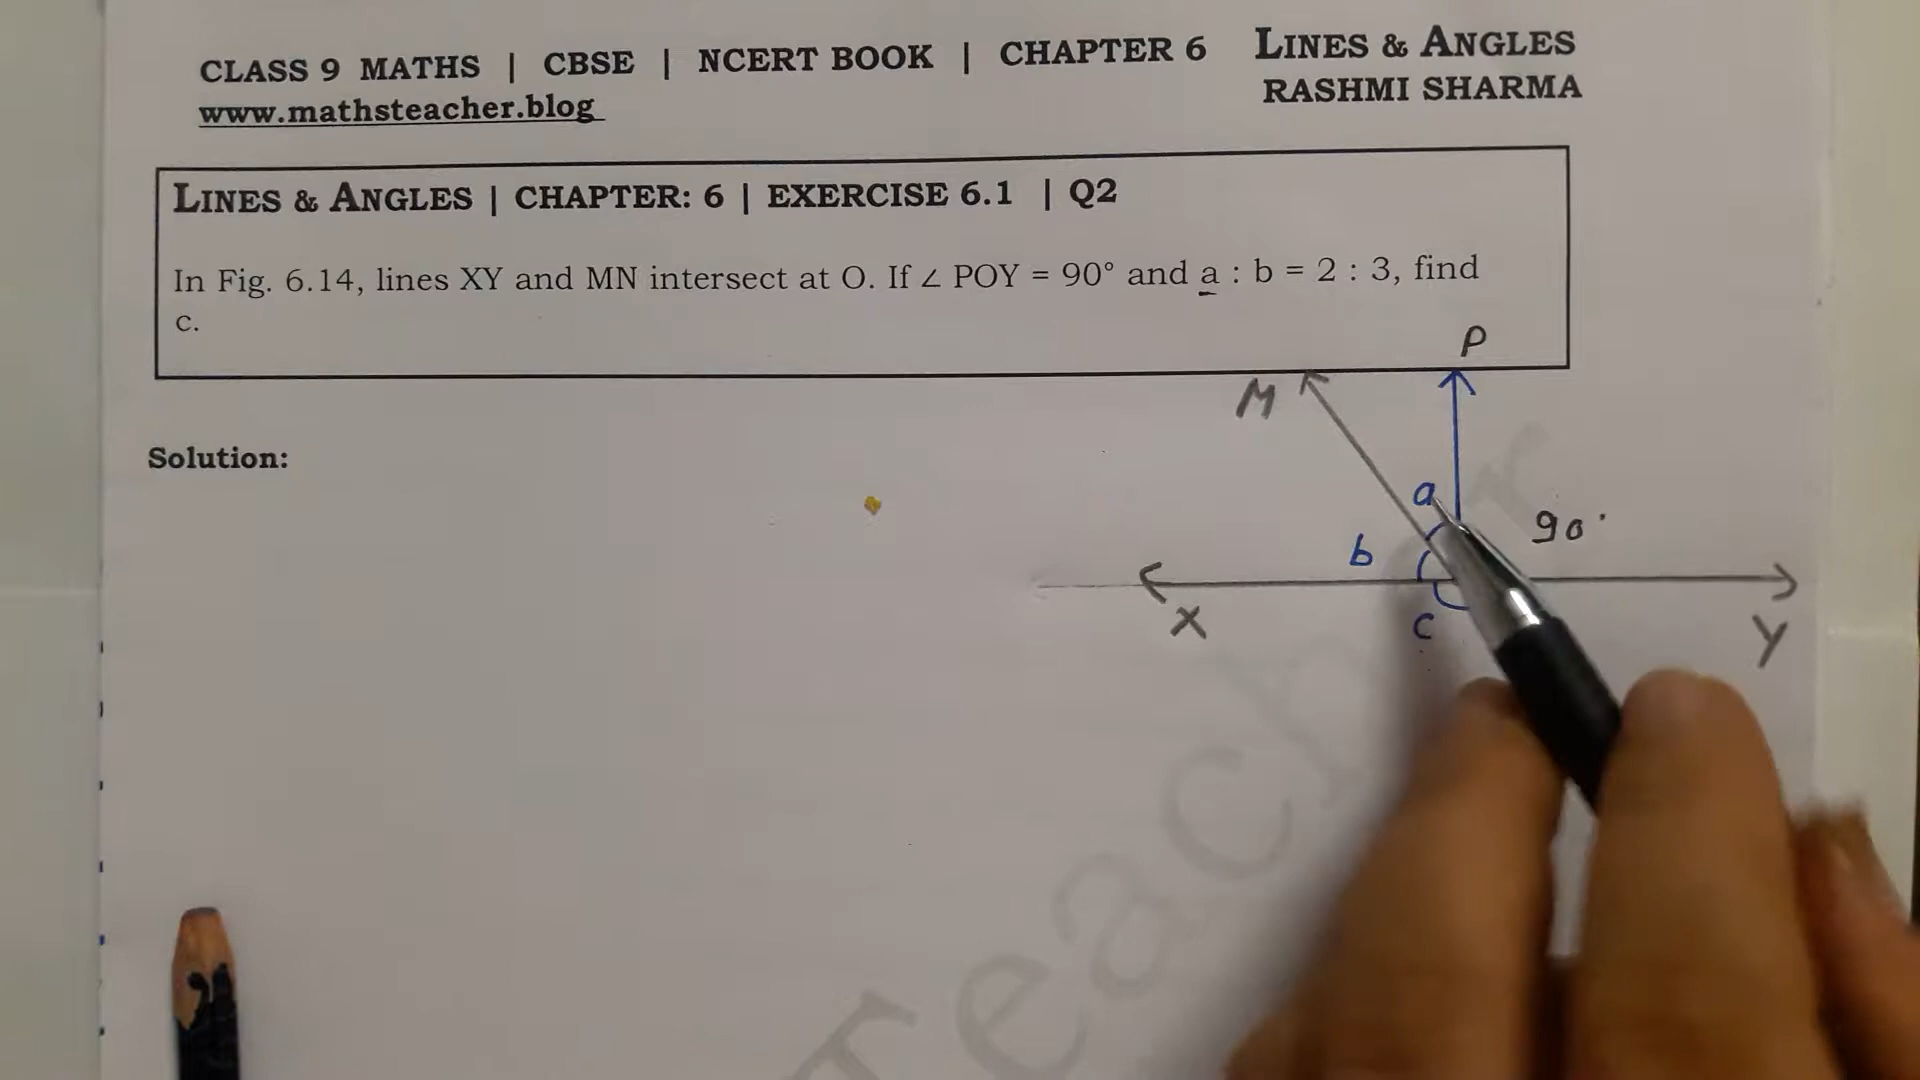 CLASS 9 MATHS | CBSE | NCERT BOOK | CHAPTER 6 LINES & ANGLES
www.mathsteacher.blog RASHMI SHARMA
LINES & ANGLES | CHAPTER: 6 | EXERCISE 6.1 | Q2
In Fig. 6.14, lines XY and MN intersect at O. If ∠ POY = 90° and a : b = 2 : 3, find
c.
P
M
Solution:
a
90°
b
X
c
Y
Teacher